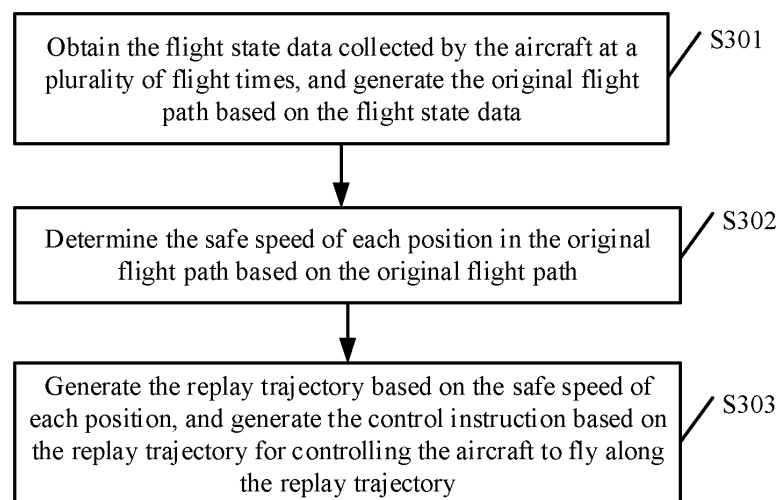 Obtain the flight state data collected by the aircraft at a
plurality of flight times, and generate the original flight
path based on the flight state data
S301
Determine the safe speed of each position in the original
flight path based on the original flight path
S302
Generate the replay trajectory based on the safe speed of
each position, and generate the control instruction based on
the replay trajectory for controlling the aircraft to fly along
the replay trajectory
S303